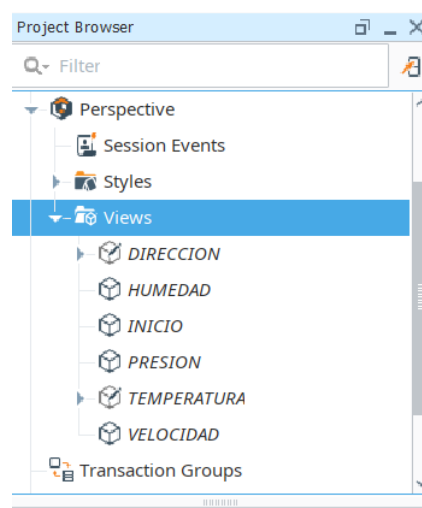 Project Browser
Filter
Perspective
Session Events
Styles
Views
DIRECCION
HUMEDAD
INICIO
PRESION
TEMPERATURA
VELOCIDAD
Transaction Groups